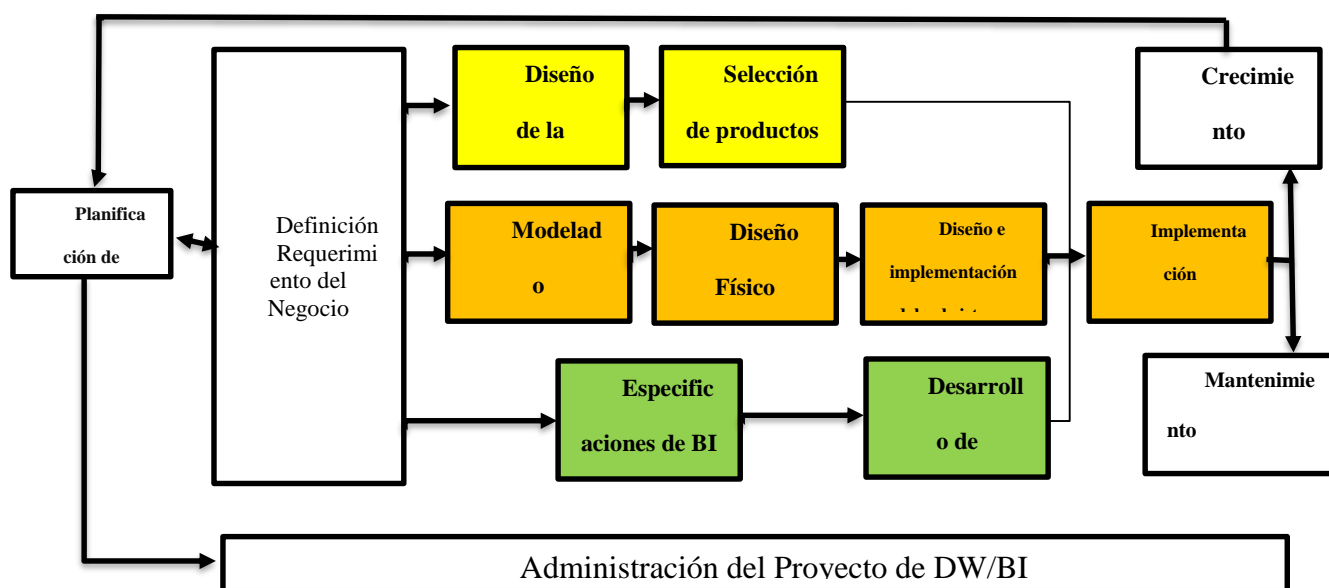 Diseño
de la
Selección
de productos
Crecimie
nto
Planifica
ción de
Definición
Requerimi
ento del
Negocio
Modelad
o
Diseño
Físico
Diseño e
implementación
Implementa
ción
Especific
aciones de BI
Desarroll
o de
Mantenimie
nto
Administración del Proyecto de DW/BI